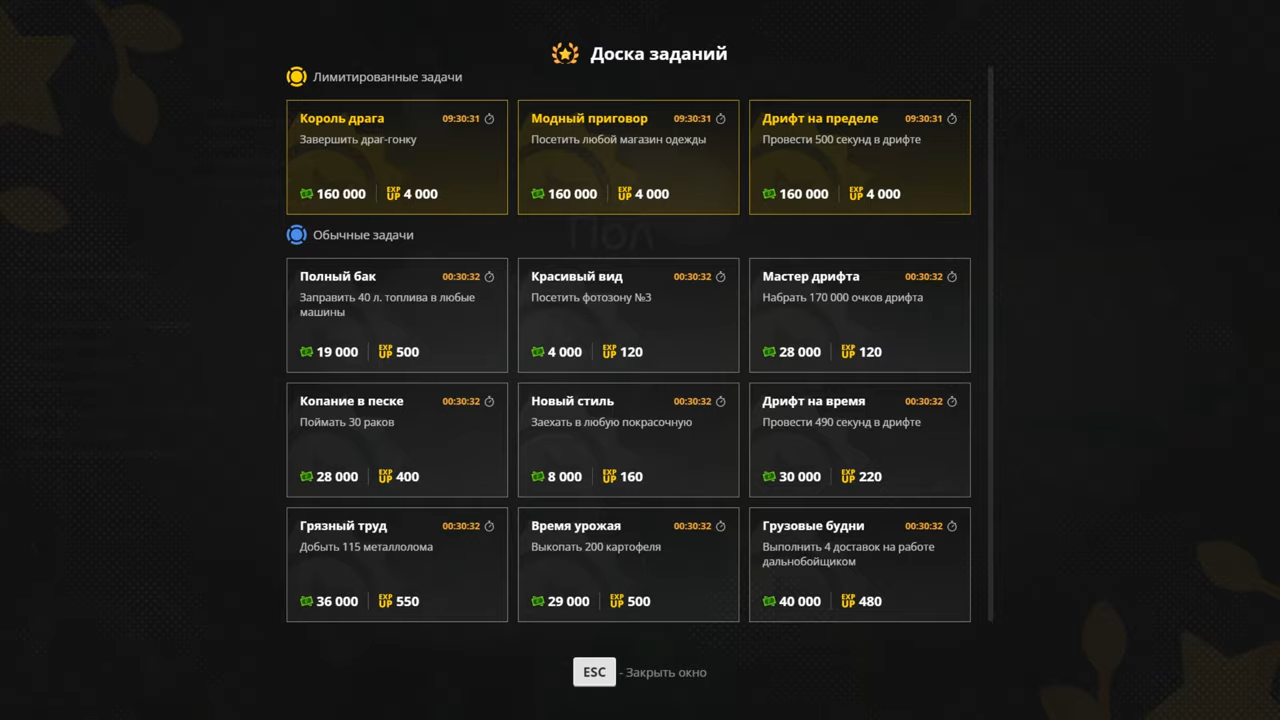 Доска заданий
Лимитированные задачи
Король драга 09:30:31
Завершить драг-гонку
160 000 EXP UP 4 000
Модный приговор 09:30:31
Посетить любой магазин одежды
160 000 EXP UP 4 000
Дрифт на пределе 09:30:31
Провести 500 секунд в дрифте
160 000 EXP UP 4 000
Пол
Обычные задачи
Полный бак 00:30:32
Заправить 40 л. топлива в любые
машины
19 000 EXP UP 500
Красивый вид 00:30:32
Посетить фотозону №3
4 000 EXP UP 120
Мастер дрифта 00:30:32
Набрать 170 000 очков дрифта
28 000 EXP UP 120
Копание в песке 00:30:32
Поймать 30 раков
28 000 EXP UP 400
Новый стиль 00:30:32
Заехать в любую покрасочную
8 000 EXP UP 160
Дрифт на время 00:30:32
Провести 490 секунд в дрифте
30 000 EXP UP 220
Грязный труд 00:30:32
Добыть 115 металлолома
36 000 EXP UP 550
Время урожая 00:30:32
Выкопать 200 картофеля
29 000 EXP UP 500
Грузовые будни 00:30:32
Выполнить 4 доставок на работе
дальнобойщиком
40 000 EXP UP 480
ESC - Закрыть окно